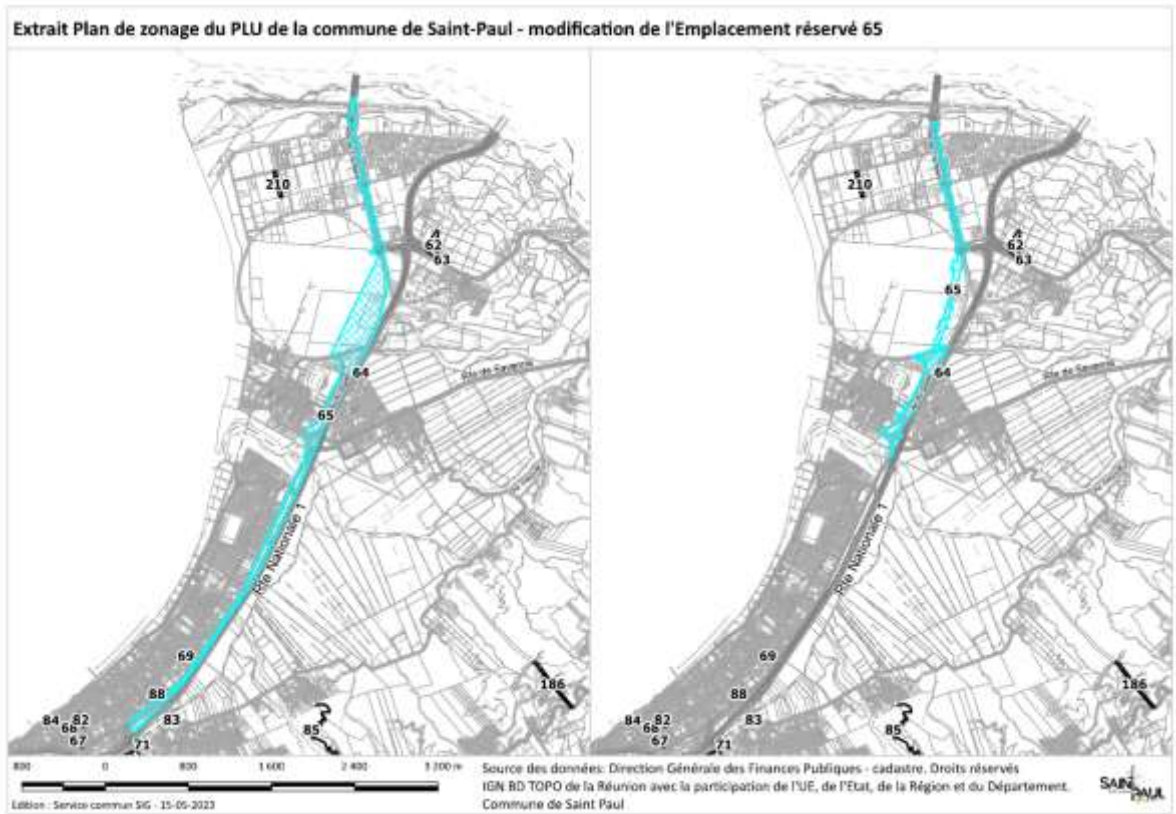 Extrait Plan de zonage du PLU de la commune de Saint-Paul - modification de l'Emplacement réservé 65
210
62
63
64
Rte de Savanna
65
Rte Nationale 1
69
88
186
84 82
68
83
85
67
71
210
62
63
65
64
Rte de Savanna
Rte Nationale 1
69
88
186
84 82
68
83
85
67
71
800 0 800 1 600 2 400 3 200 m
Edition : Service commun SIG - 15-05-2023
Source des données: Direction Générale des Finances Publiques - cadastre. Droits réservés
IGN BD TOPO de la Réunion avec la participation de l'UE, de l'Etat, de la Région et du Département.
Commune de Saint Paul
SAINT PAUL